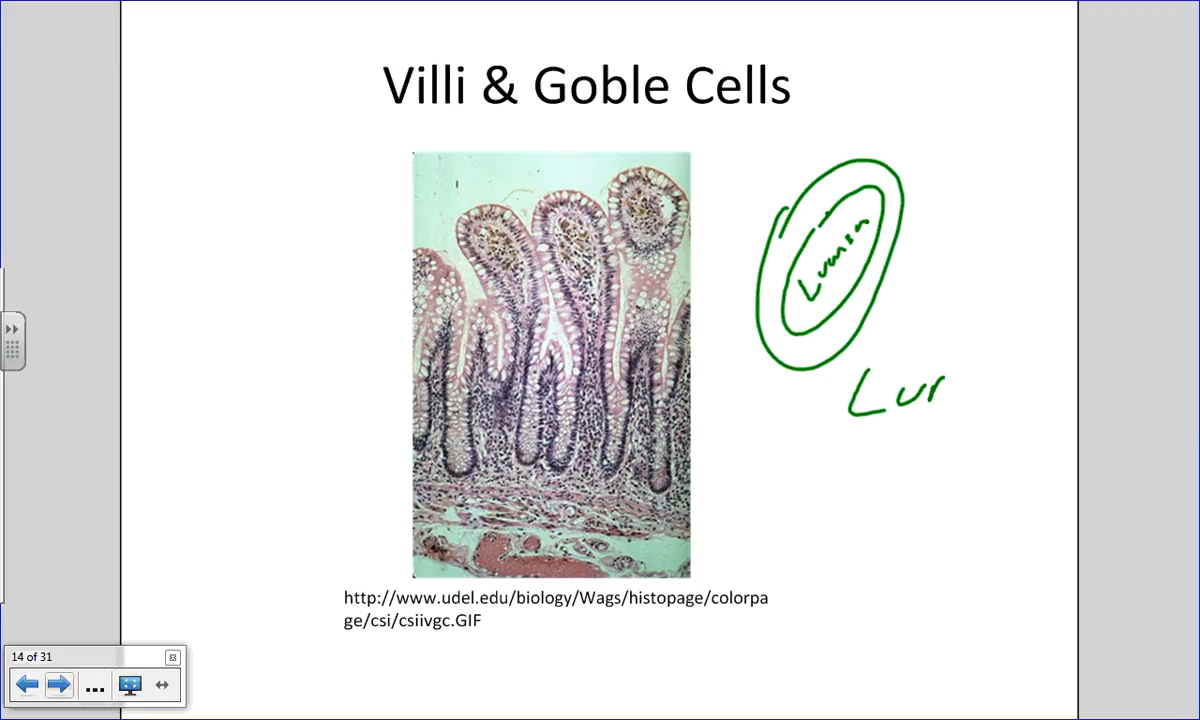 Villi & Goble Cells
Lumen
Lur
http://www.udel.edu/biology/Wags/histopage/colorpa
ge/csi/csiivgc.GIF
14 of 31
...